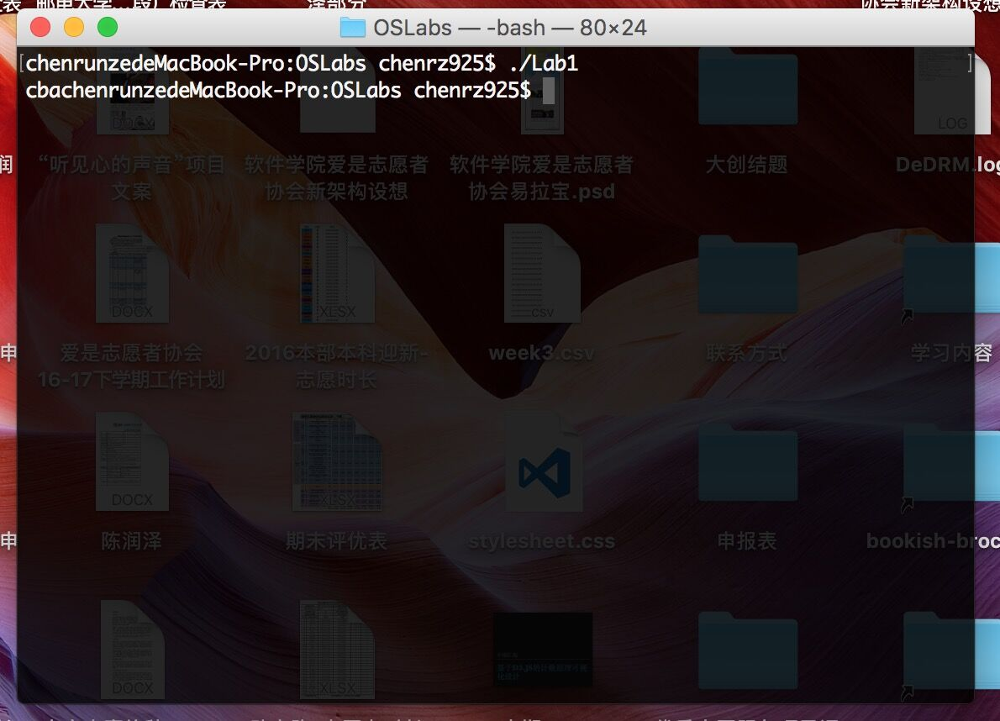 OSLabs — -bash — 80×24
[chenrunzedeMacBook-Pro:OSLabs chenrz925$ ./Lab1 ]
cbachenrunzedeMacBook-Pro:OSLabs chenrz925$
DOCX
LOG
“听见心的声音”项目
文案
软件学院爱是志愿者
协会新架构设想
软件学院爱是志愿者
协会易拉宝.psd
大创结题
DeDRM.log
DOCX
XLSX
CSV
爱是志愿者协会
16-17下学期工作计划
2016本部本科迎新-
志愿时长
week3.csv
联系方式
学习内容
DOCX
XLSX
陈润泽
期末评优表
stylesheet.css
申报表
bookish-broc
DOCX
XLSX